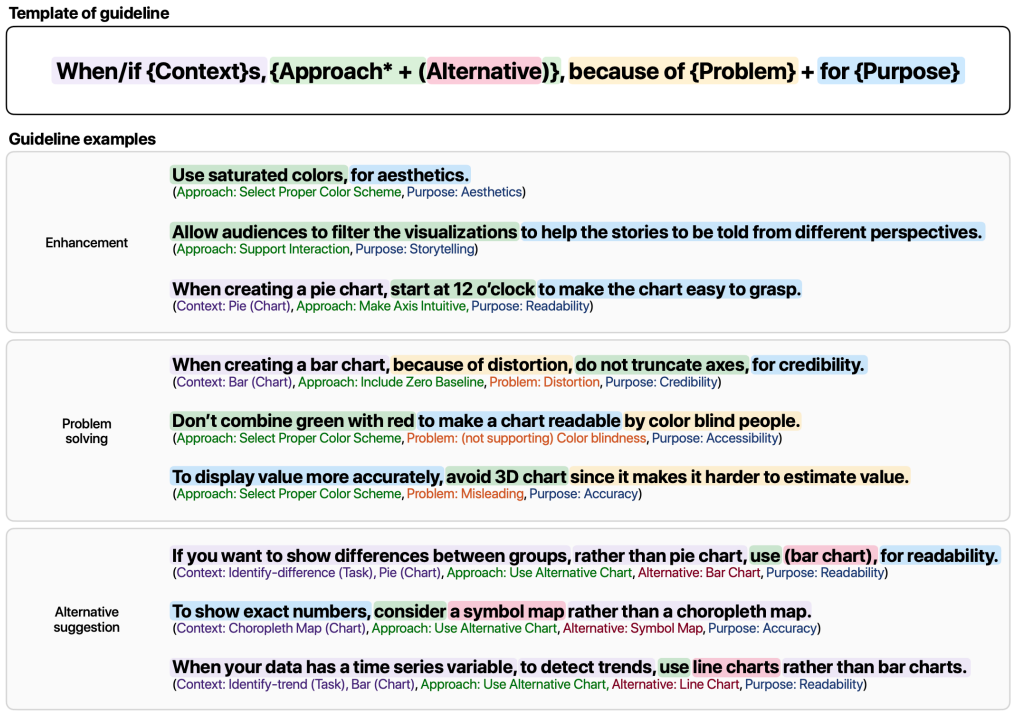 Template of guideline
When/if {Context}s, {Approach* + (Alternative)}, because of {Problem} + for {Purpose}
Guideline examples
Enhancement
Use saturated colors, for aesthetics.
(Approach: Select Proper Color Scheme, Purpose: Aesthetics)
Allow audiences to filter the visualizations to help the stories to be told from different perspectives.
(Approach: Support Interaction, Purpose: Storytelling)
When creating a pie chart, start at 12 o’clock to make the chart easy to grasp.
(Context: Pie (Chart), Approach: Make Axis Intuitive, Purpose: Readability)
Problem
solving
When creating a bar chart, because of distortion, do not truncate axes, for credibility.
(Context: Bar (Chart), Approach: Include Zero Baseline, Problem: Distortion, Purpose: Credibility)
Don’t combine green with red to make a chart readable by color blind people.
(Approach: Select Proper Color Scheme, Problem: (not supporting) Color blindness, Purpose: Accessibility)
To display value more accurately, avoid 3D chart since it makes it harder to estimate value.
(Approach: Select Proper Color Scheme, Problem: Misleading, Purpose: Accuracy)
Alternative
suggestion
If you want to show differences between groups, rather than pie chart, use (bar chart), for readability.
(Context: Identify-difference (Task), Pie (Chart), Approach: Use Alternative Chart, Alternative: Bar Chart, Purpose: Readability)
To show exact numbers, consider a symbol map rather than a choropleth map.
(Context: Choropleth Map (Chart), Approach: Use Alternative Chart, Alternative: Symbol Map, Purpose: Accuracy)
When your data has a time series variable, to detect trends, use line charts rather than bar charts.
(Context: Identify-trend (Task), Bar (Chart), Approach: Use Alternative Chart, Alternative: Line Chart, Purpose: Readability)